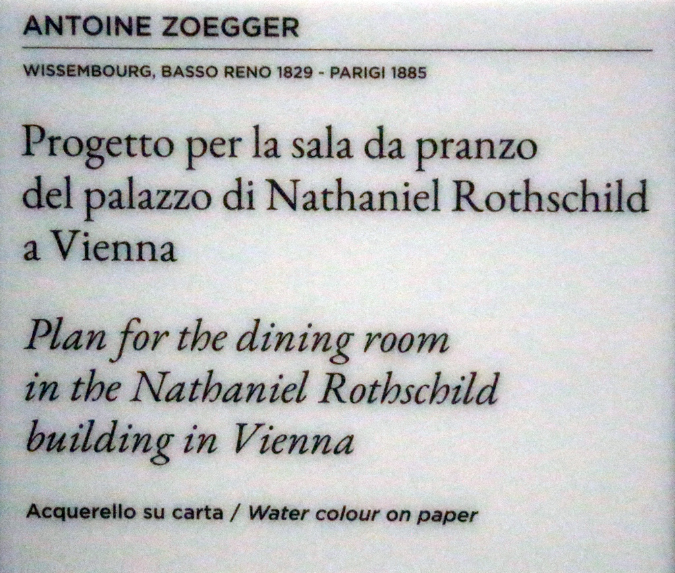 ANTOINE ZOEGGER
WISSEMBOURG, BASSO RENO 1829 - PARIGI 1885
Progetto per la sala da pranzo
del palazzo di Nathaniel Rothschild
a Vienna
Plan for the dining room
in the Nathaniel Rothschild
building in Vienna
Acquerello su carta / Water colour on paper